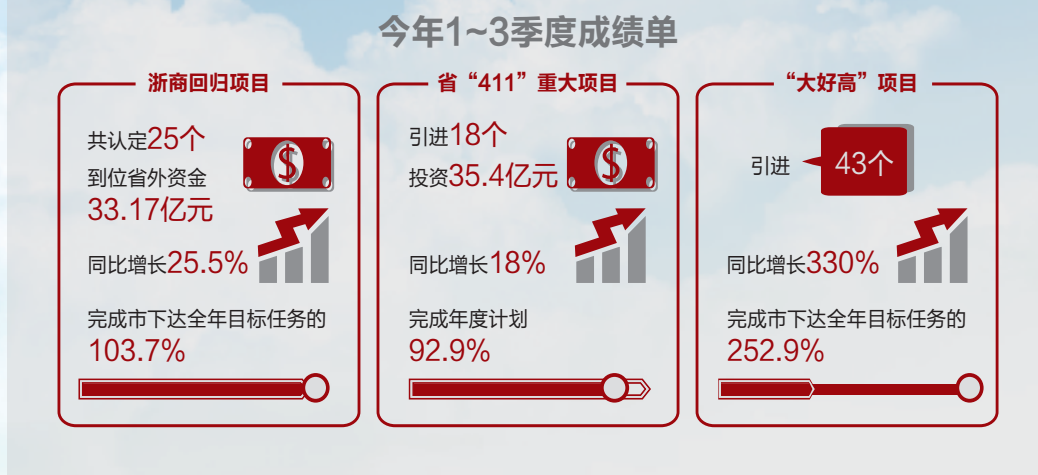 今年1~3季度成绩单
浙商回归项目
共认定25个
到位省外资金
33.17亿元
同比增长25.5%
完成市下达全年目标任务的
103.7%
省“411”重大项目
引进18个
投资35.4亿元
同比增长18%
完成年度计划
92.9%
“大好高”项目
引进 43个
同比增长330%
完成市下达全年目标任务的
252.9%